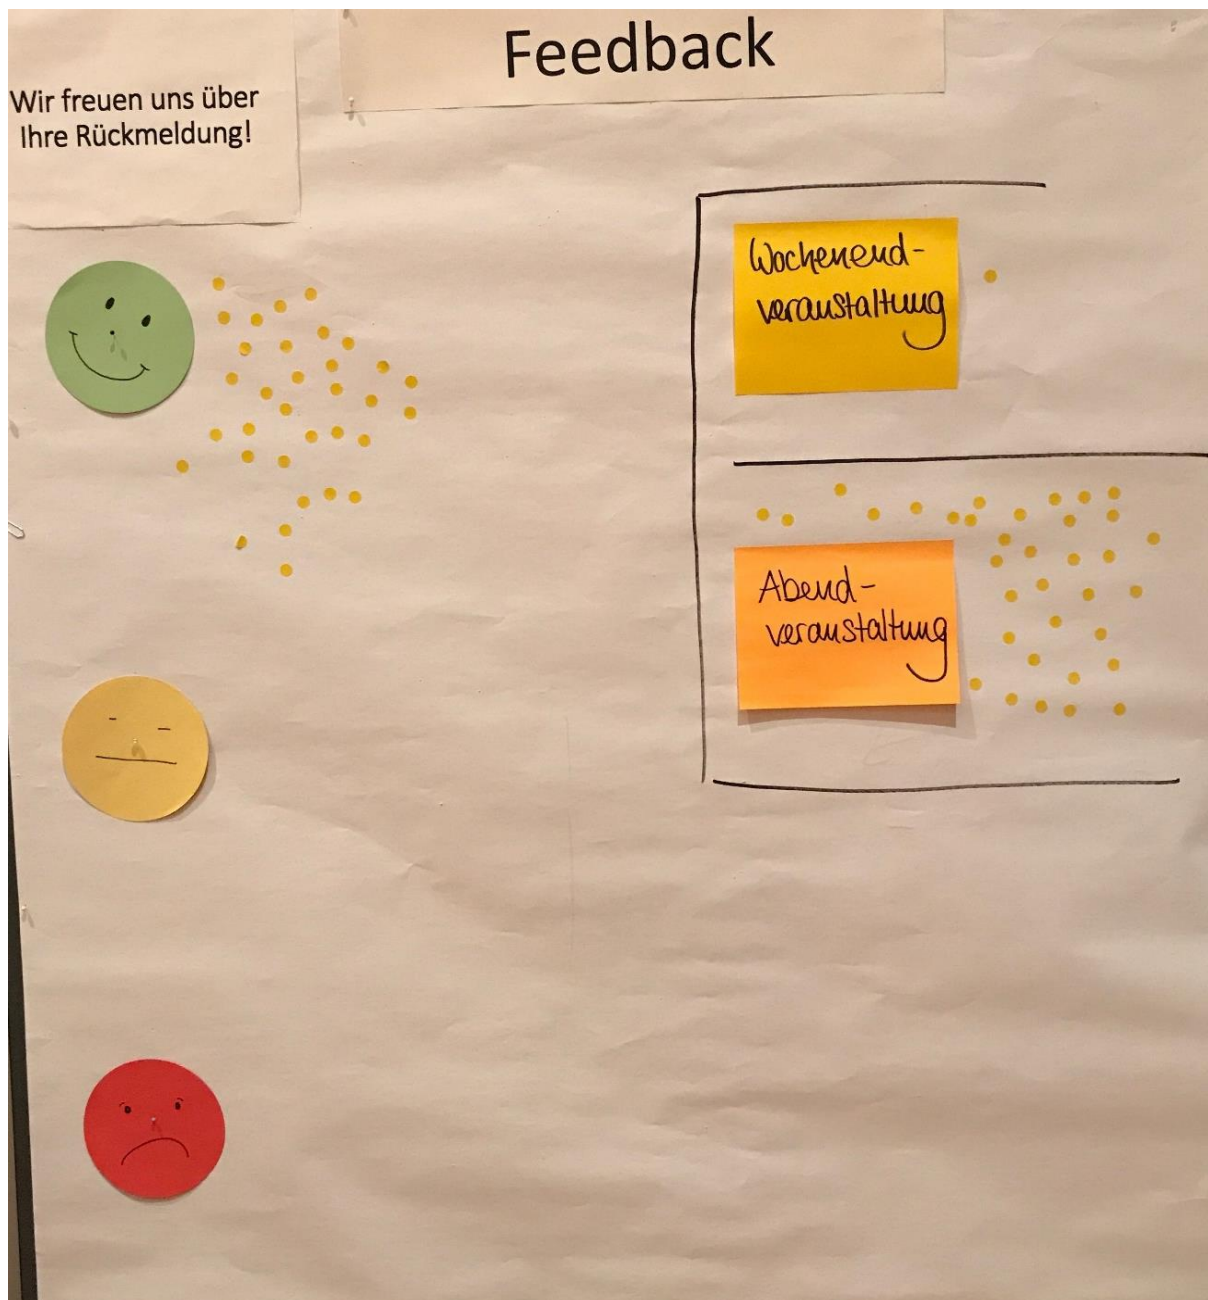 Feedback
Wir freuen uns über
Ihre Rückmeldung!
Wochenend-
veranstaltung
Abend-
veranstaltung